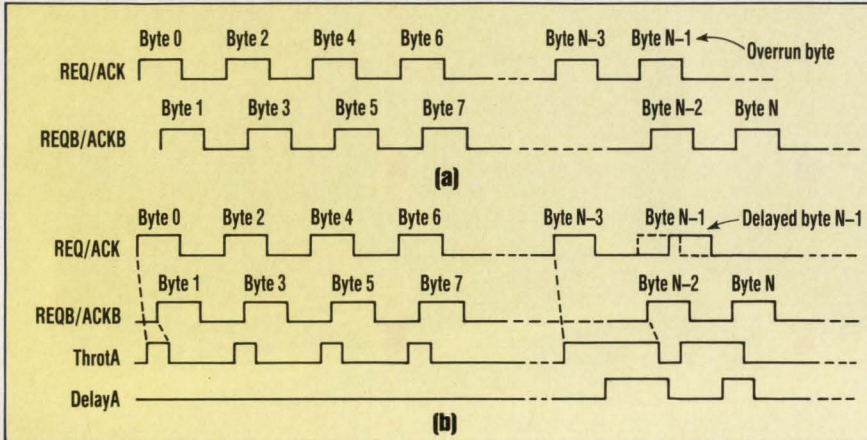 Byte 0 Byte 2 Byte 4 Byte 6 Byte N–3 Byte N–1 Overrun byte
REQ/ACK
Byte 1 Byte 3 Byte 5 Byte 7 Byte N–2 Byte N
REQB/ACKB
(a)
Byte 0 Byte 2 Byte 4 Byte 6 Byte N–3 Byte N–1 Delayed byte N–1
REQ/ACK
Byte 1 Byte 3 Byte 5 Byte 7 Byte N–2 Byte N
REQB/ACKB
ThrotA
DelayA
(b)